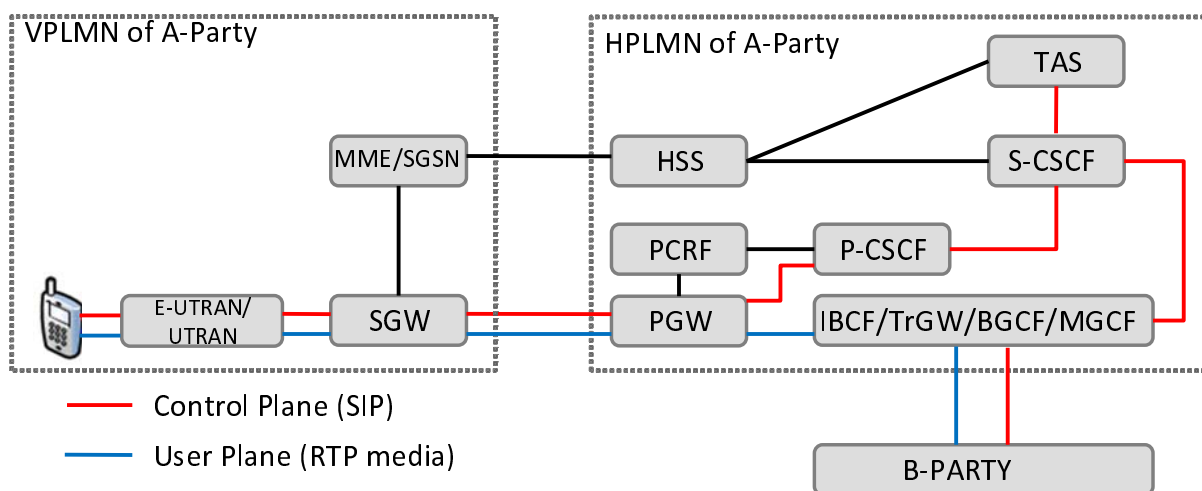 VPLMN of A-Party
HPLMN of A-Party
TAS
MME/SGSN
HSS
S-CSCF
PCRF
P-CSCF
E-UTRAN/
UTRAN
SGW
PGW
IBCF/TrGW/BGCF/MGCF
Control Plane (SIP)
User Plane (RTP media)
B-PARTY